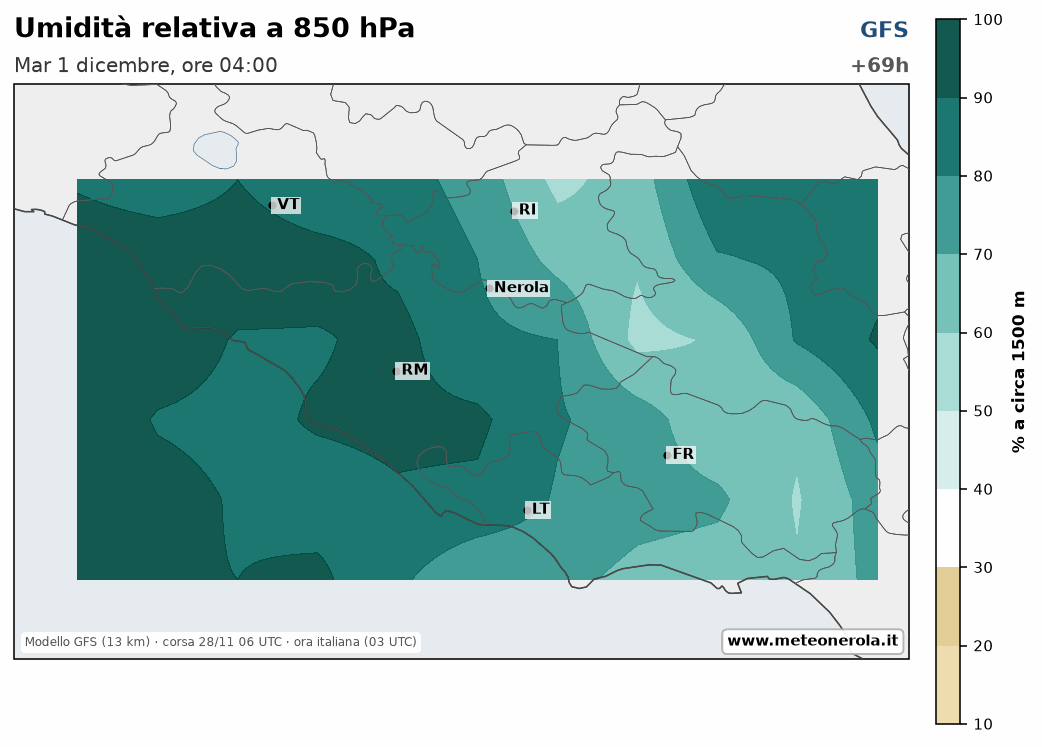 Umidità relativa a 850 hPa
GFS
Mar 1 dicembre, ore 04:00
+69h
VT
RI
Nerola
RM
FR
LT
100
90
80
70
60
50
40
30
20
10
% a circa 1500 m
Modello GFS (13 km) · corsa 28/11 06 UTC · ora italiana (03 UTC)
www.meteonerola.it